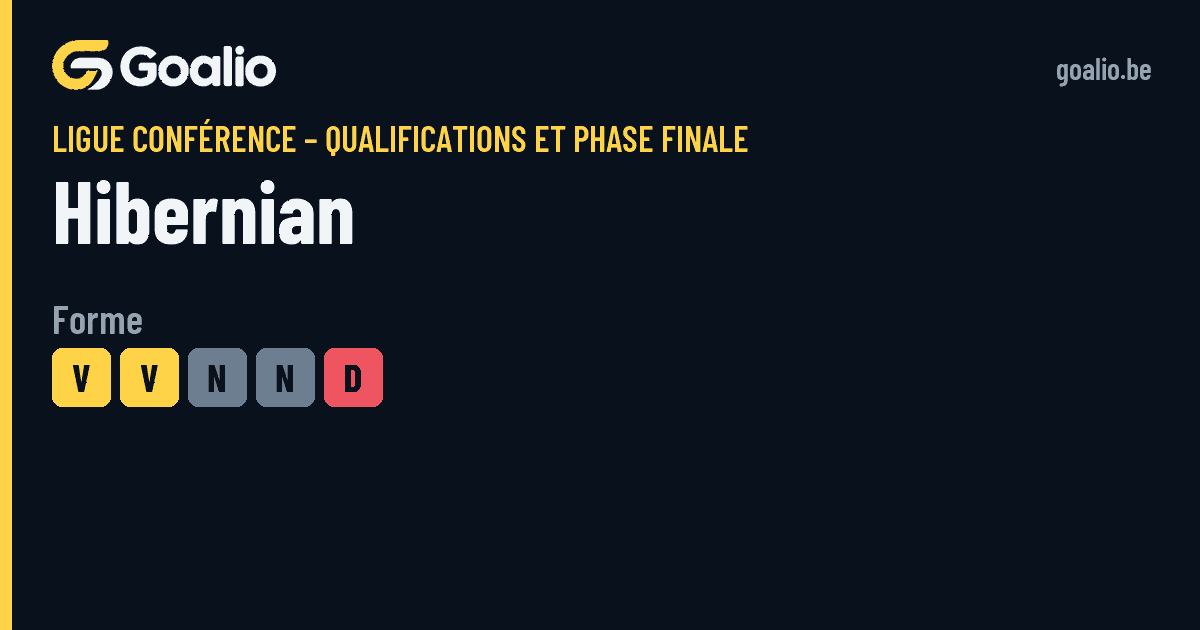 Goalio
goalio.be
LIGUE CONFÉRENCE – QUALIFICATIONS ET PHASE FINALE
Hibernian
Forme
V V N N D